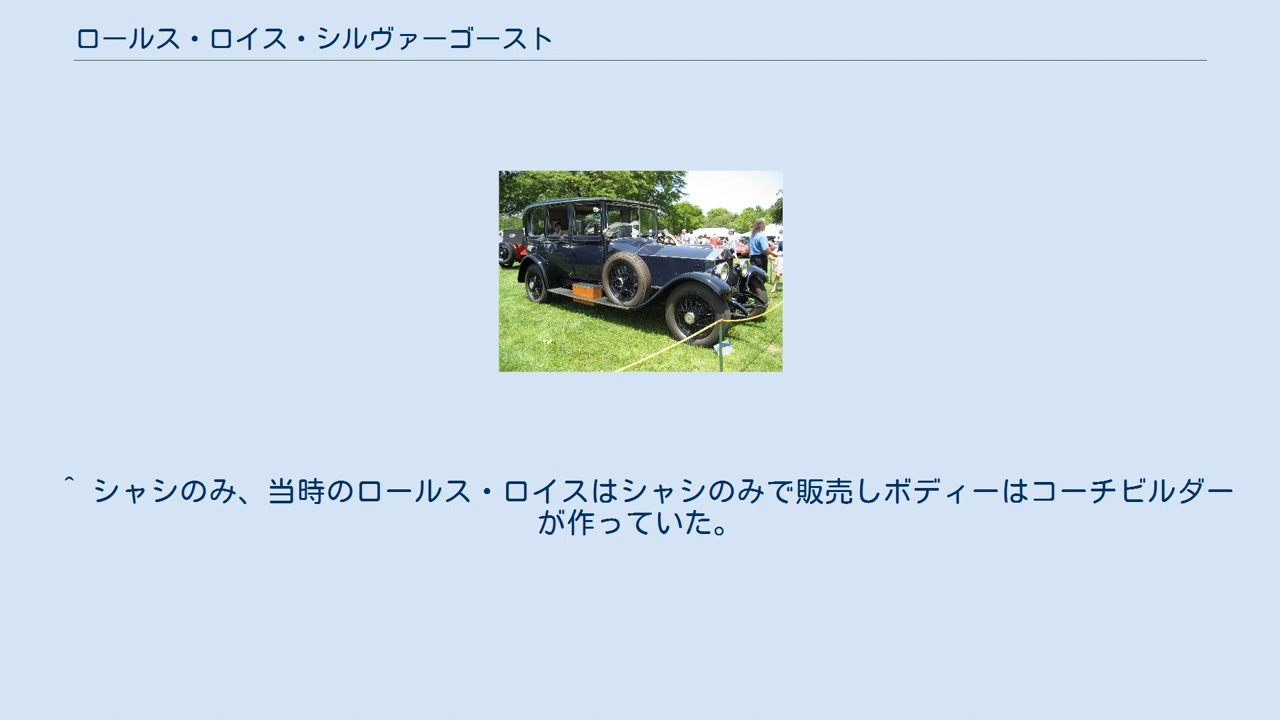 ロールス・ロイス・シルヴァーゴースト
^ シャシのみ、当時のロールス・ロイスはシャシのみで販売しボディーはコーチビルダー
が作っていた。